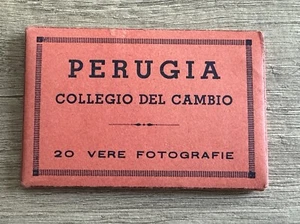 PERUGIA
COLLEGIO DEL CAMBIO
20 VERE FOTOGRAFIE